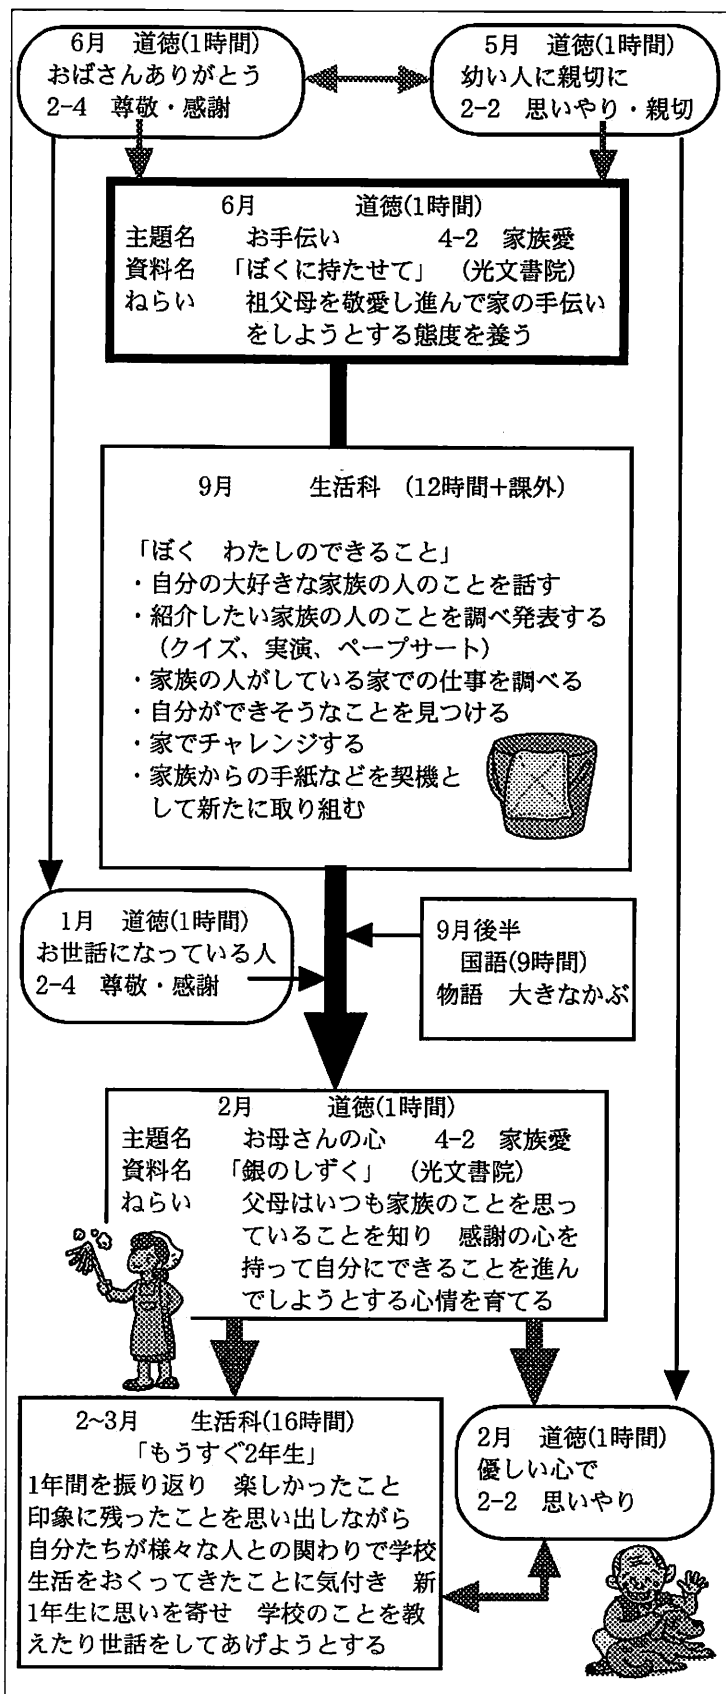 6月　道徳(1時間)
おばさんありがとう
2-4　尊敬・感謝
5月　道徳(1時間)
幼い人に親切に
2-2　思いやり・親切
6月　　　　道徳(1時間)
主題名　　お手伝い　　　4-2　家族愛
資料名　「ぼくに持たせて」　(光文書院)
ねらい　　祖父母を敬愛し進んで家の手伝い
をしようとする態度を養う
9月　　　生活科　(12時間+課外)
「ぼく　わたしのできること」
・自分の大好きな家族の人のことを話す
・紹介したい家族の人のことを調べ発表する
(クイズ、実演、ペープサート)
・家族の人がしている家での仕事を調べる
・自分ができそうなことを見つける
・家でチャレンジする
・家族からの手紙などを契機と
して新たに取り組む
1月　道徳(1時間)
お世話になっている人
2-4　尊敬・感謝
9月後半
国語(9時間)
物語　大きなかぶ
2月　　　道徳(1時間)
主題名　　お母さんの心　　4-2　家族愛
資料名　「銀のしずく」　(光文書院)
ねらい　　父母はいつも家族のことを思っ
ていることを知り　感謝の心を
持って自分にできることを進ん
でしようとする心情を育てる
2~3月　　生活科(16時間)
「もうすぐ2年生」
1年間を振り返り　楽しかったこと
印象に残ったことを思い出しながら
自分たちが様々な人との関わりで学校
生活をおくってきたことに気付き　新
1年生に思いを寄せ　学校のことを教
えたり世話をしてあげようとする
2月　道徳(1時間)
優しい心で
2-2　思いやり